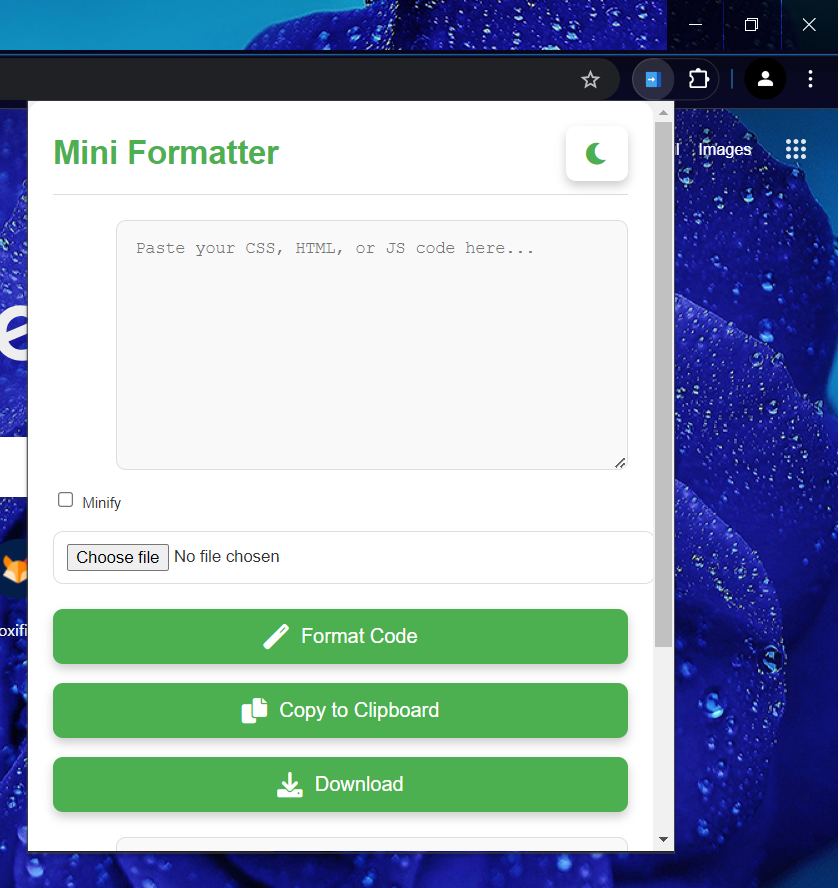 Images
Mini Formatter
Paste your CSS, HTML, or JS code here...
Minify
Choose file No file chosen
Format Code
Copy to Clipboard
Download
e
oxifi
l